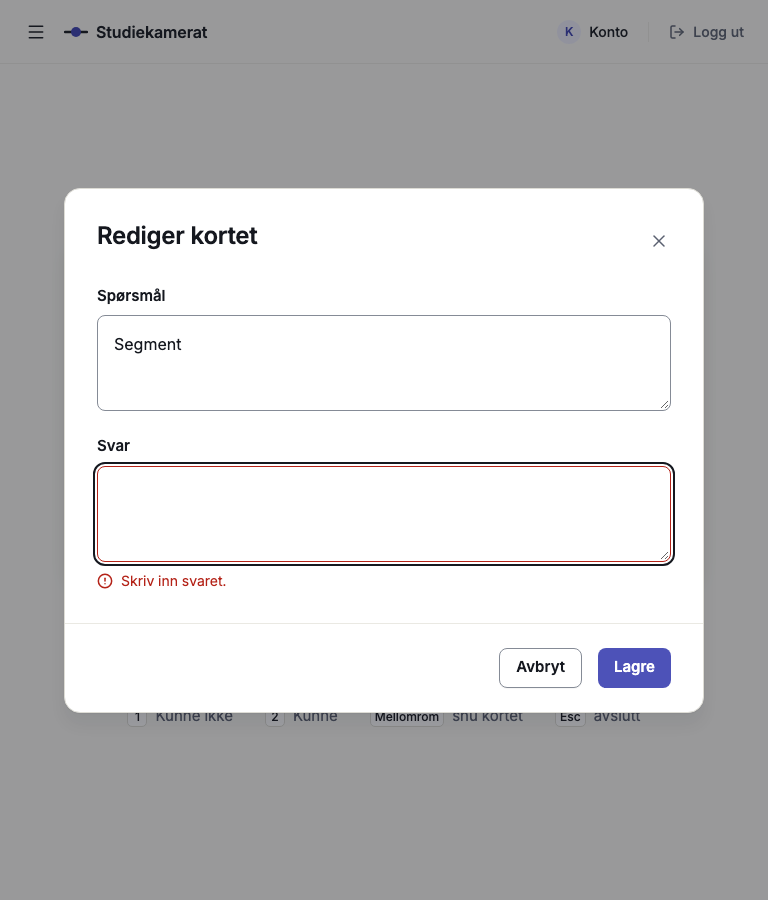 Studiekamerat
K Konto
Logg ut
Rediger kortet
Spørsmål
Segment
Svar
Skriv inn svaret.
Avbryt
Lagre
1 Kunne ikke 2 Kunne Mellomrom snu kortet Esc avslutt